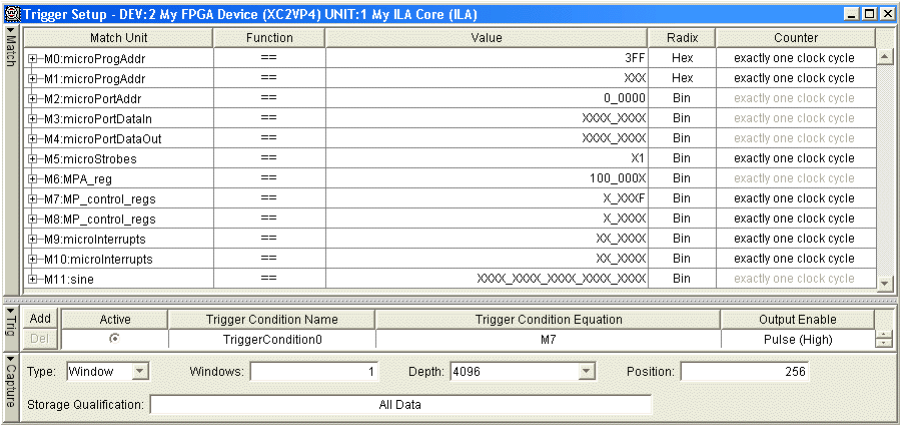 Trigger Setup - DEV:2 My FPGA Device (XC2VP4) UNIT:1 My ILA Core (ILA)
Match
Match Unit Function Value Radix Counter
M0:microProgAddr == 3FF Hex exactly one clock cycle
M1:microProgAddr == XXX Hex exactly one clock cycle
M2:microPortAddr == 0_0000 Bin exactly one clock cycle
M3:microPortDataIn == XXXX_XXXX Bin exactly one clock cycle
M4:microPortDataOut == XXXX_XXXX Bin exactly one clock cycle
M5:microStrobes == X1 Bin exactly one clock cycle
M6:MPA_reg == 100_000X Bin exactly one clock cycle
M7:MP_control_regs == X_XXXF Bin exactly one clock cycle
M8:MP_control_regs == X_XXXX Bin exactly one clock cycle
M9:microInterrupts == XX_XXXX Bin exactly one clock cycle
M10:microInterrupts == XX_XXXX Bin exactly one clock cycle
M11:sine == XXXX_XXXX_XXXX_XXXX_XXXX Bin exactly one clock cycle
Trig
Add Active Trigger Condition Name Trigger Condition Equation Output Enable
Del TriggerCondition0 M7 Pulse (High)
Capture
Type: Window Windows: 1 Depth: 4096 Position: 256
Storage Qualification: All Data